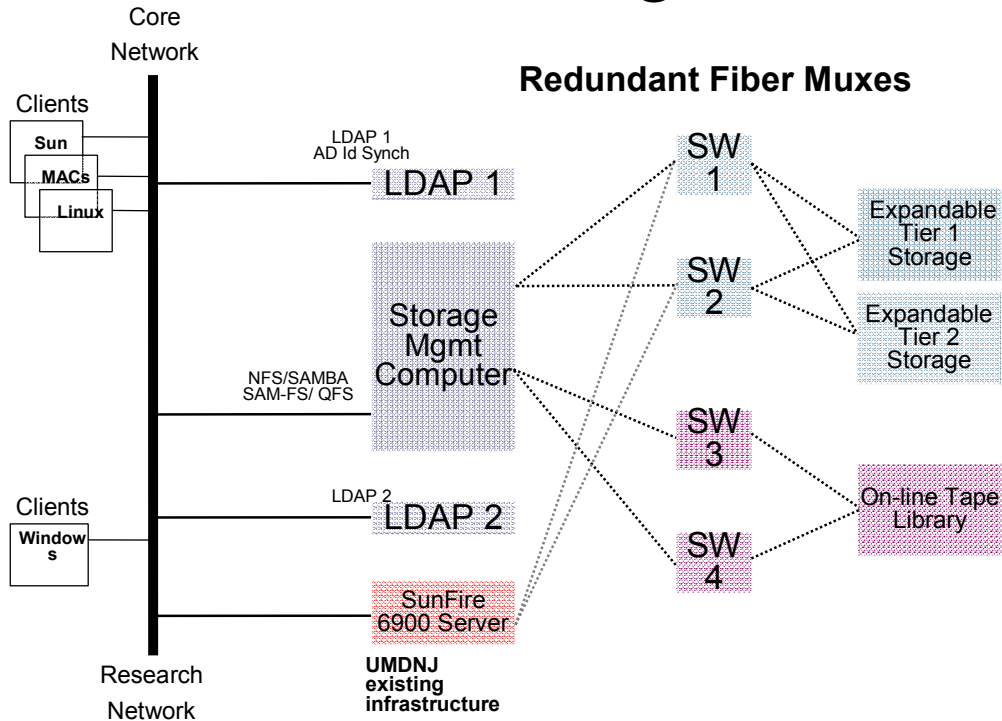 Core
Network
Redundant Fiber Muxes
Clients
Sun
MACs
Linux
LDAP 1
AD Id Synch
LDAP 1
SW
1
Expandable
Tier 1
Storage
SW
2
Storage
Mgmt
Computer
Expandable
Tier 2
Storage
NFS/SAMBA
SAM-FS/ QFS
SW
3
Clients
Window
s
LDAP 2
LDAP 2
On-line Tape
Library
SW
4
SunFire
6900 Server
UMDNJ
existing
infrastructure
Research
Network